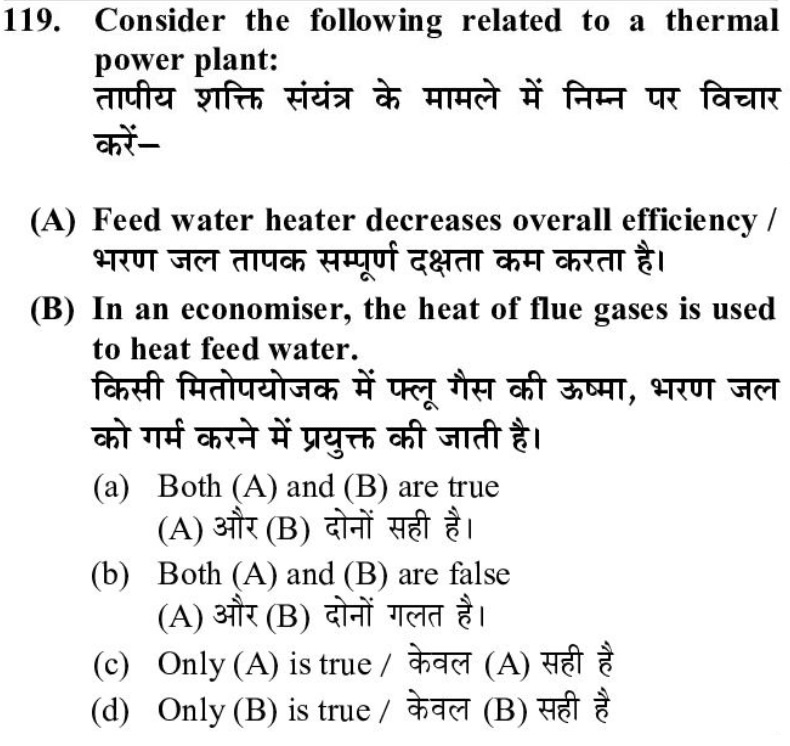 119. Consider the following related to a thermal
power plant:
तापीय शक्ति संयंत्र के मामले में निम्न पर विचार
करें–
(A) Feed water heater decreases overall efficiency /
भरण जल तापक सम्पूर्ण दक्षता कम करता है।
(B) In an economiser, the heat of flue gases is used
to heat feed water.
किसी मितोपयोजक में फ्लू गैस की ऊष्मा, भरण जल
को गर्म करने में प्रयुक्त की जाती है।
(a) Both (A) and (B) are true
(A) और (B) दोनों सही है।
(b) Both (A) and (B) are false
(A) और (B) दोनों गलत है।
(c) Only (A) is true / केवल (A) सही है
(d) Only (B) is true / केवल (B) सही है